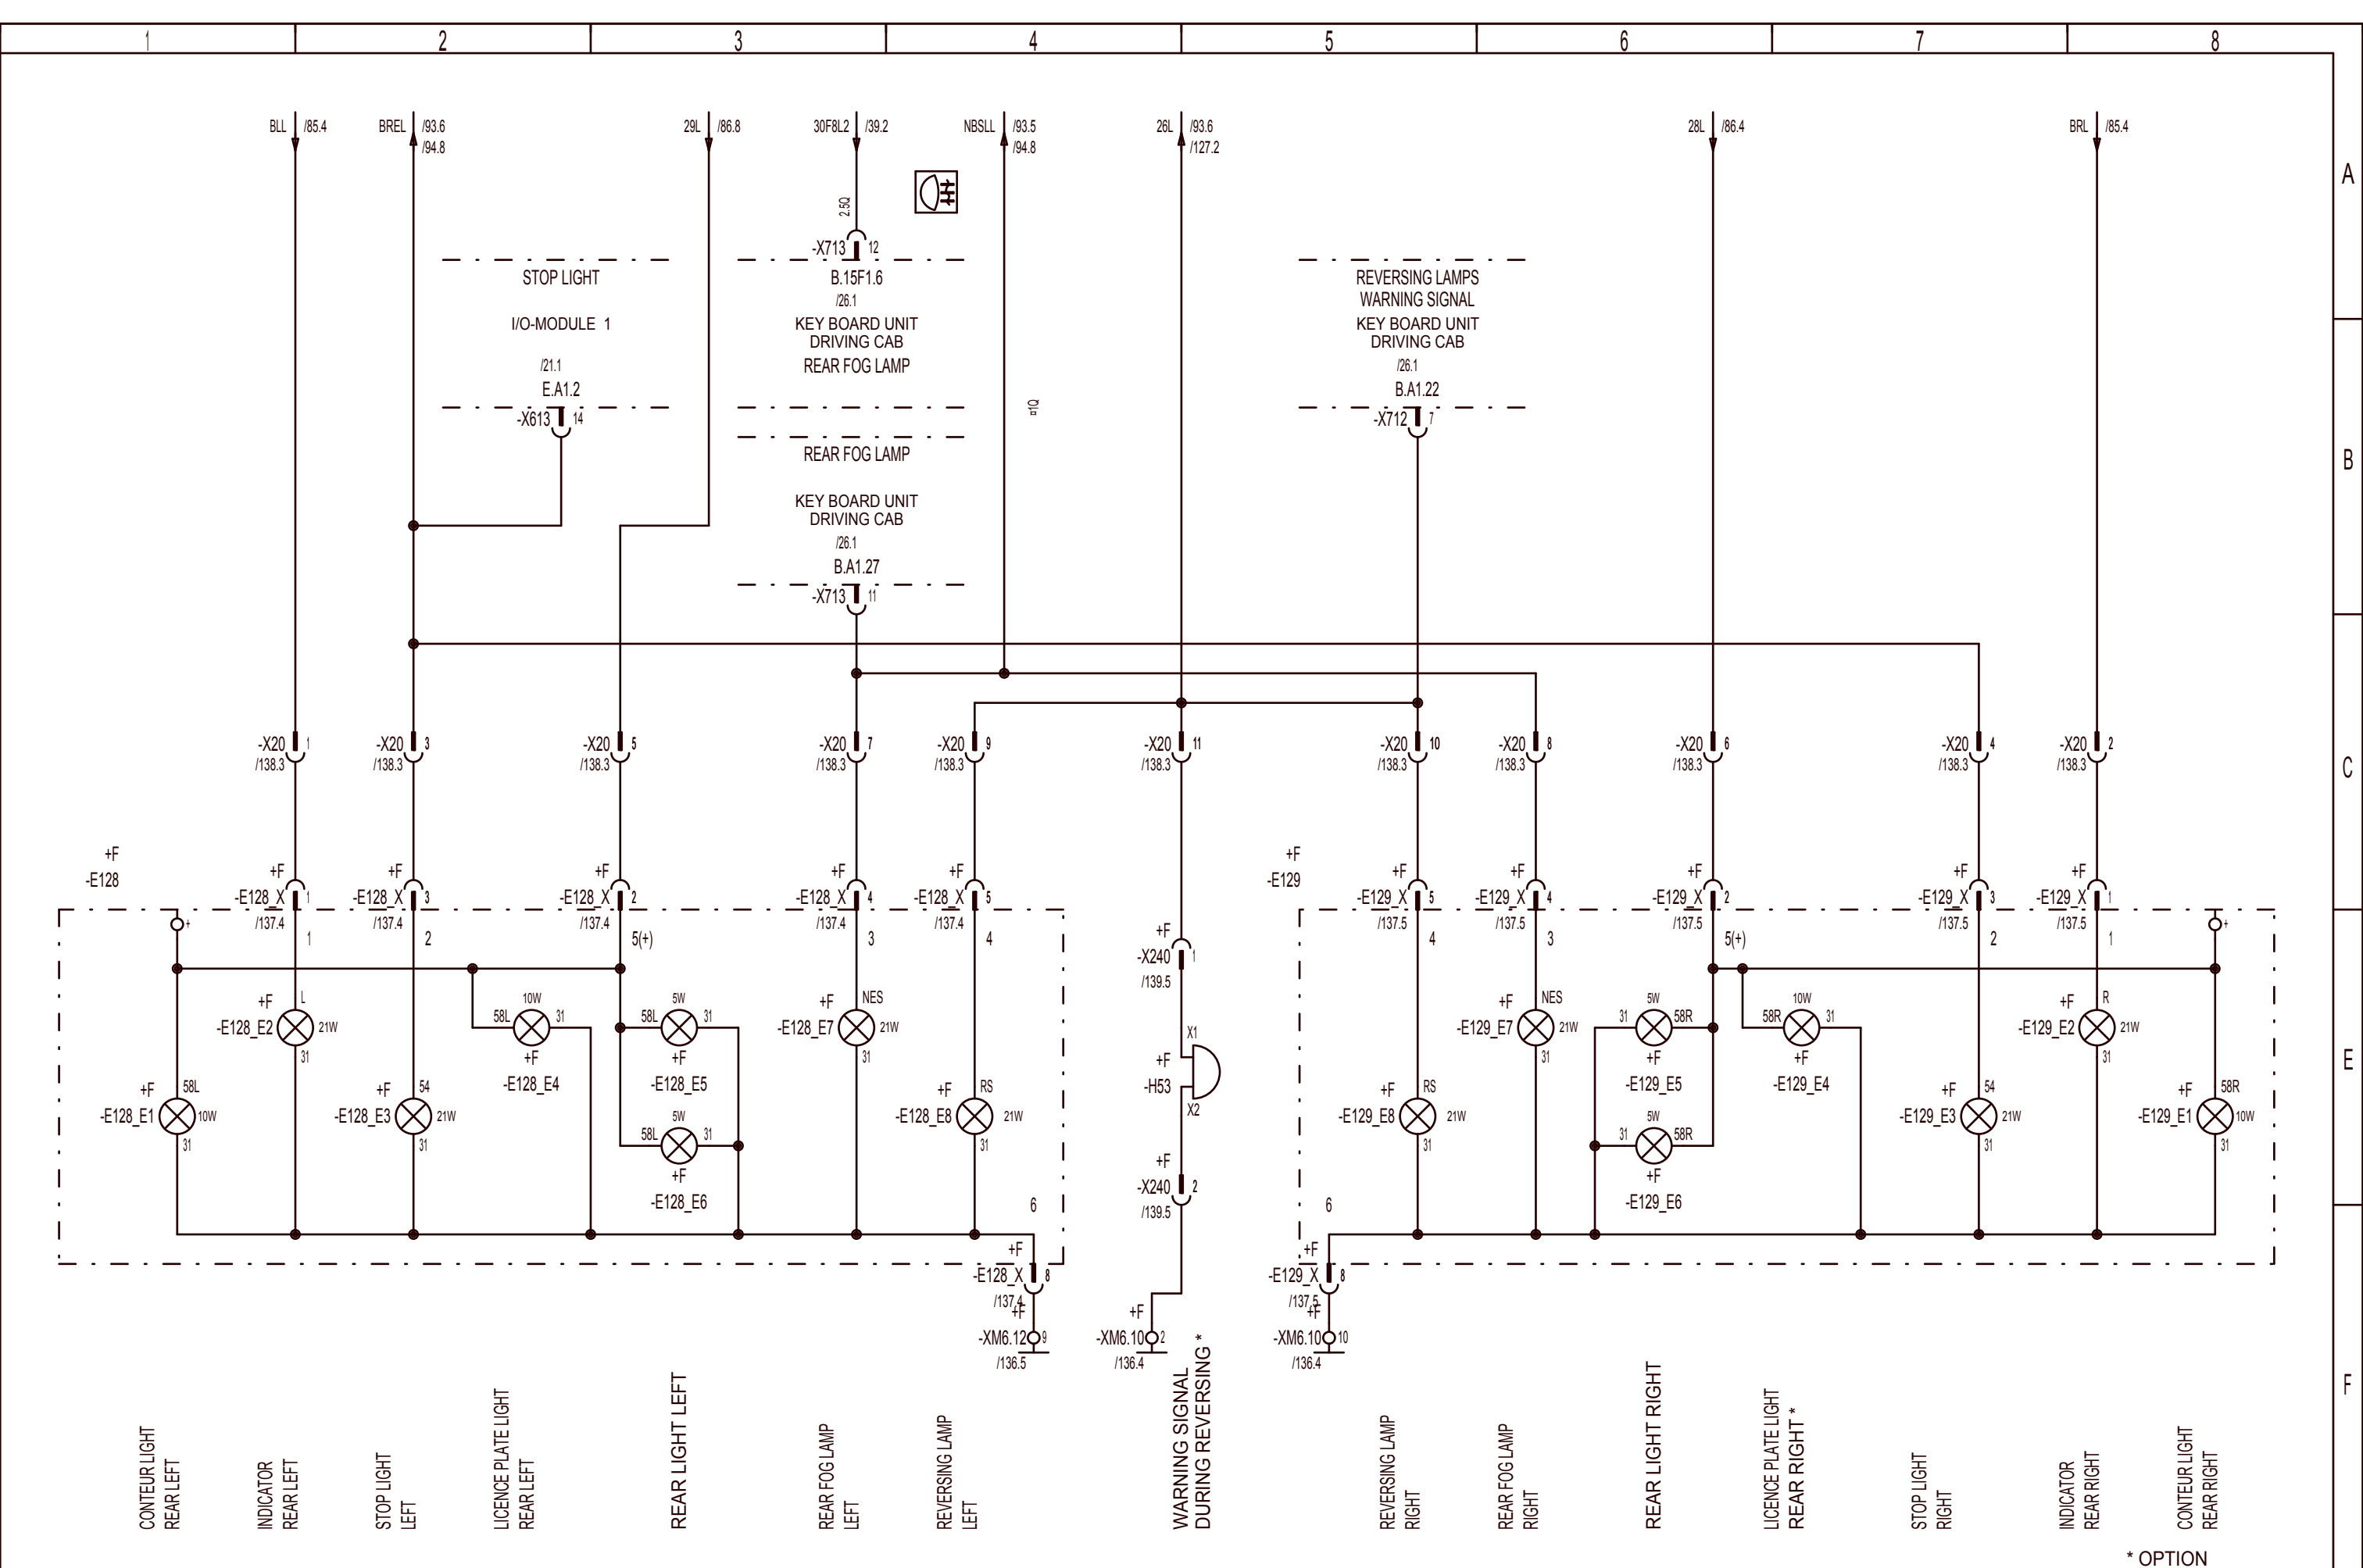 1 2 3 4 5 6 7 8
BLL /85.4 BREL /93.6 29L /86.8 30F8L2 /39.2 NBSLL /93.5 26L /93.6 28L /86.4 BRL /85.4
/94.8 /94.8 /127.2
A
2.5Q
-X713 12
STOP LIGHT B.15F1.6 REVERSING LAMPS
/26.1 WARNING SIGNAL
I/O-MODULE 1 KEY BOARD UNIT KEY BOARD UNIT
DRIVING CAB DRIVING CAB
/21.1 REAR FOG LAMP /26.1
E.A1.2 B.A1.22
¤1Q
-X613 14 -X712 7
REAR FOG LAMP B
KEY BOARD UNIT
DRIVING CAB
/26.1
B.A1.27
-X713 11
-X20 1 -X20 3 -X20 5 -X20 7 -X20 9 -X20 11 -X20 10 -X20 8 -X20 6 -X20 4 -X20 2
/138.3 /138.3 /138.3 /138.3 /138.3 /138.3 /138.3 /138.3 /138.3 /138.3 /138.3
C
+F +F
-E128 -E129
+F +F +F +F +F +F +F +F +F +F
-E128_X 1 -E128_X 3 -E128_X 2 -E128_X 4 -E128_X 5 -E129_X 5 -E129_X 4 -E129_X 2 -E129_X 3 -E129_X 1
/137.4 /137.4 /137.4 /137.4 /137.4 /137.5 /137.5 /137.5 /137.5 /137.5
+ 1 2 5(+) 3 4 4 3 5(+) 2 1 +
+F
-X240 1
/139.5
+F L 10W 5W +F NES +F NES 5W 10W +F R
58L 31 58L 31 31 58R 58R 31
-E128_E2 21W -E128_E7 21W -E129_E7 21W -E129_E2 21W
31 +F +F 31 31 +F +F 31
-E128_E4 -E128_E5 -E129_E5 -E129_E4
X1
+F
-H53
X2
E
+F 58L +F 54 5W +F RS +F RS 5W +F 54 +F 58R
-E128_E1 10W -E128_E3 21W 58L 31 -E128_E8 21W -E129_E8 21W 31 58R -E129_E3 21W -E129_E1 10W
31 31 +F 31 31 +F 31 31
-E128_E6 -E129_E6
+F
-X240 2
/139.5
6 6
+F +F
-E128_X 8 -E129_X 8
/137.4 /137.5
+F +F +F
-XM6.12 9 -XM6.10 2 -XM6.10 10
/136.5 /136.4 /136.4
F
CONTEUR LIGHT
REAR LEFT
INDICATOR
REAR LEFT
STOP LIGHT
LEFT
LICENCE PLATE LIGHT
REAR LEFT
REAR LIGHT LEFT
REAR FOG LAMP
LEFT
REVERSING LAMP
LEFT
WARNING SIGNAL
DURING REVERSING *
REVERSING LAMP
RIGHT
REAR FOG LAMP
RIGHT
REAR LIGHT RIGHT
LICENCE PLATE LIGHT
REAR RIGHT *
STOP LIGHT
RIGHT
INDICATOR
REAR RIGHT
CONTEUR LIGHT
REAR RIGHT
* OPTION